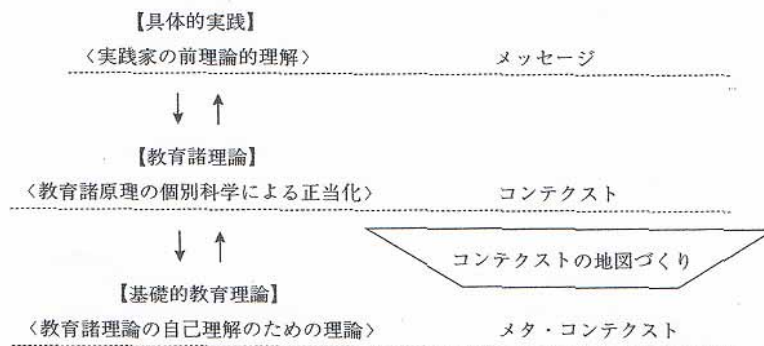 【具体的実践】
〈実践家の前理論的理解〉 メッセージ
↓ ↑
【教育諸理論】
〈教育諸原理の個別科学による正当化〉 コンテクスト
↓ ↑ コンテクストの地図づくり
【基礎的教育理論】
〈教育諸理論の自己理解のための理論〉 メタ・コンテクスト